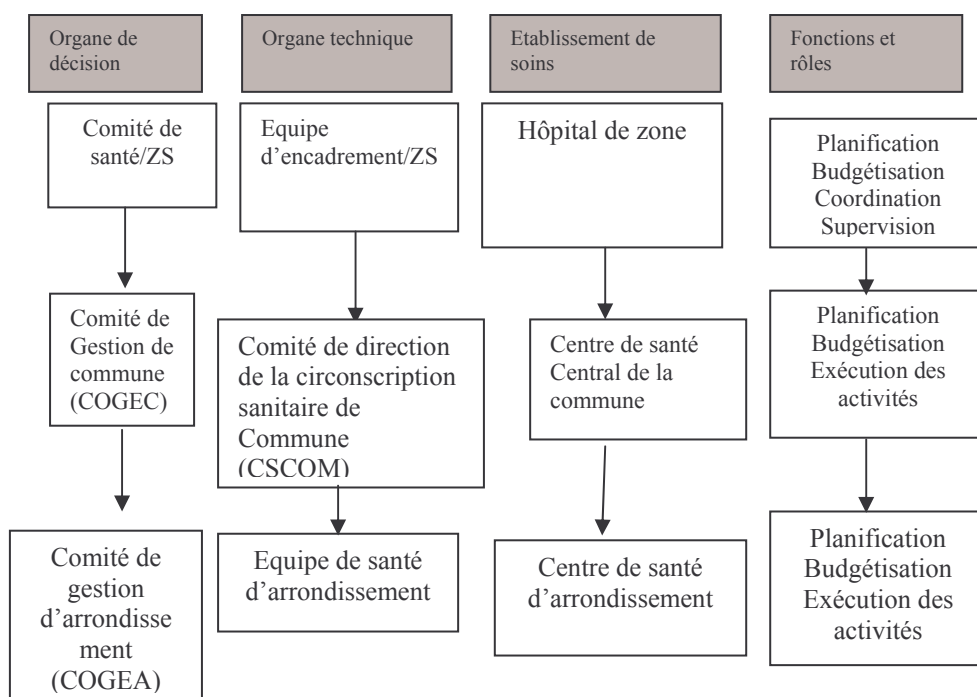 Organe de
décision
Organe technique
Etablissement de
soins
Fonctions et
rôles
Comité de
santé/ZS
Equipe
d'encadrement/ZS
Hôpital de zone
Planification
Budgétisation
Coordination
Supervision
Comité de
Gestion de
commune
(COGEC)
Comité de direction
de la circonscription
sanitaire de
Commune
(CSCOM)
Centre de santé
Central de la
commune
Planification
Budgétisation
Exécution des
activités
Comité de
gestion
d'arrondisse
ment
(COGEA)
Equipe de santé
d'arrondissement
Centre de santé
d'arrondissement
Planification
Budgétisation
Exécution des
activités